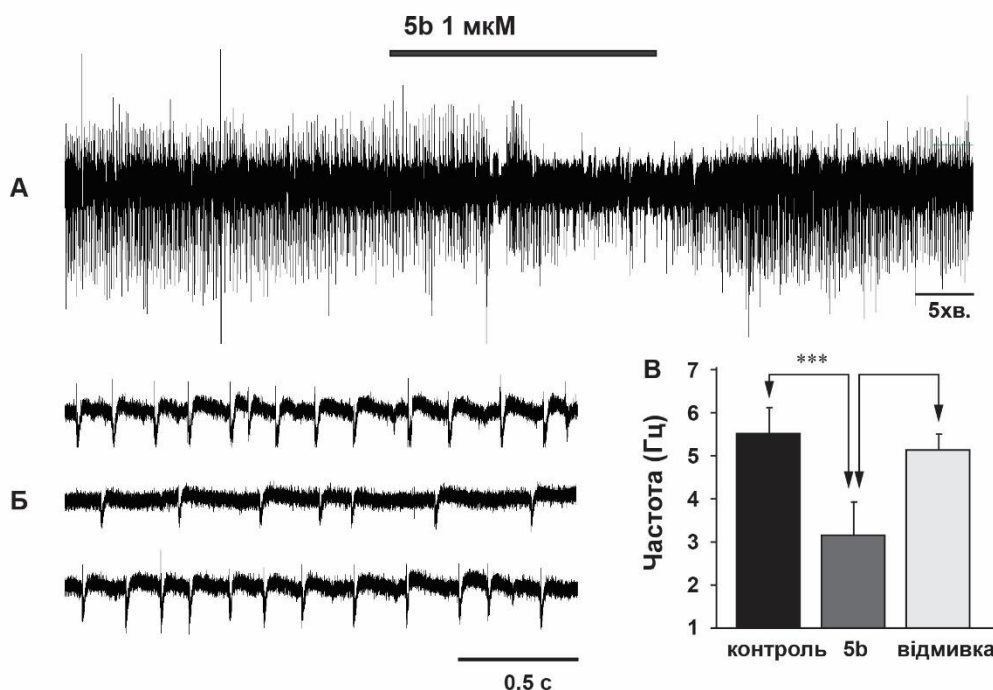 5b 1 мкМ
А
5хв.
Б
0,5 с
В
***
7
6
5
4
3
2
1
Частота (Гц)
контроль 5b відмивка